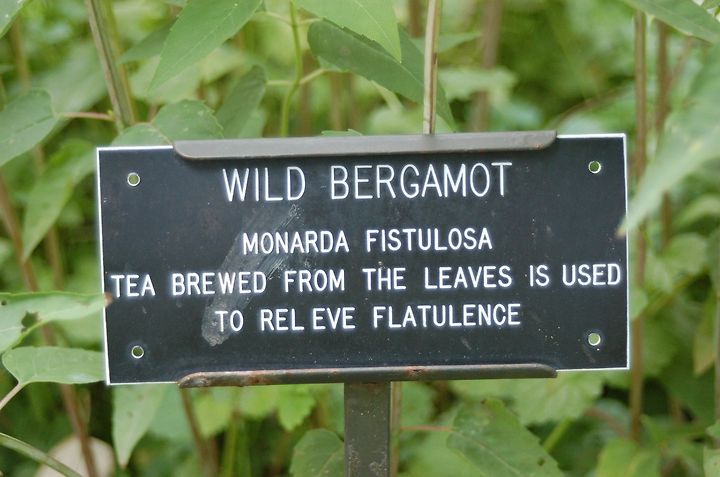 WILD BERGAMOT
MONARDA FISTULOSA
TEA BREWED FROM THE LEAVES IS USED
TO REL EVE FLATULENCE